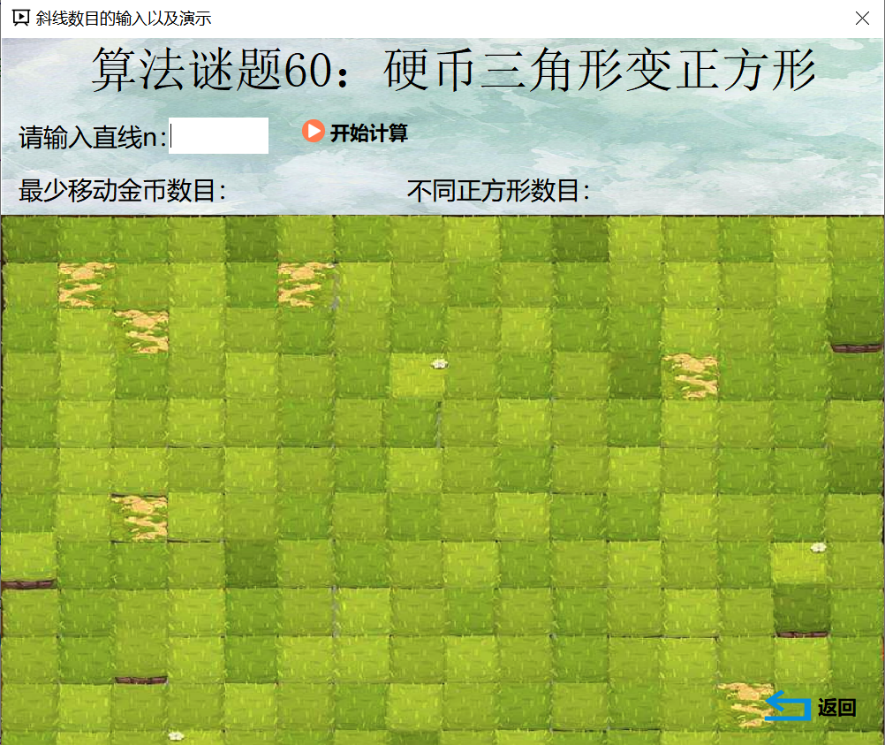 斜线数目的输入以及演示
算法谜题60：硬币三角形变正方形
请输入直线n:
开始计算
最少移动金币数目：
不同正方形数目：
返回